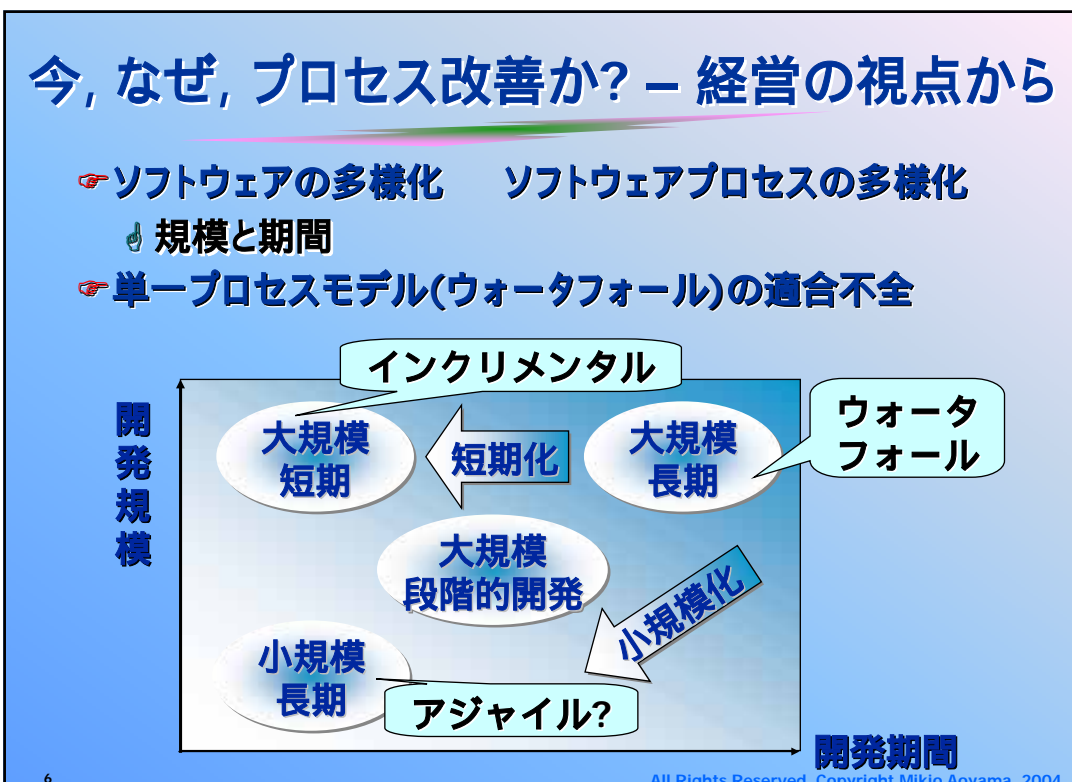 今, なぜ, プロセス改善か? – 経営の視点から
☞ソフトウェアの多様化 ソフトウェアプロセスの多様化
規模と期間
☞単一プロセスモデル(ウォータフォール)の適合不全
インクリメンタル
ウォータ
フォール
開発規模
大規模
短期
短期化
大規模
長期
大規模
段階的開発
小規模化
小規模
長期
アジャイル?
開発期間
6
All Rights Reserved, Copyright Mikio Aoyama, 2004